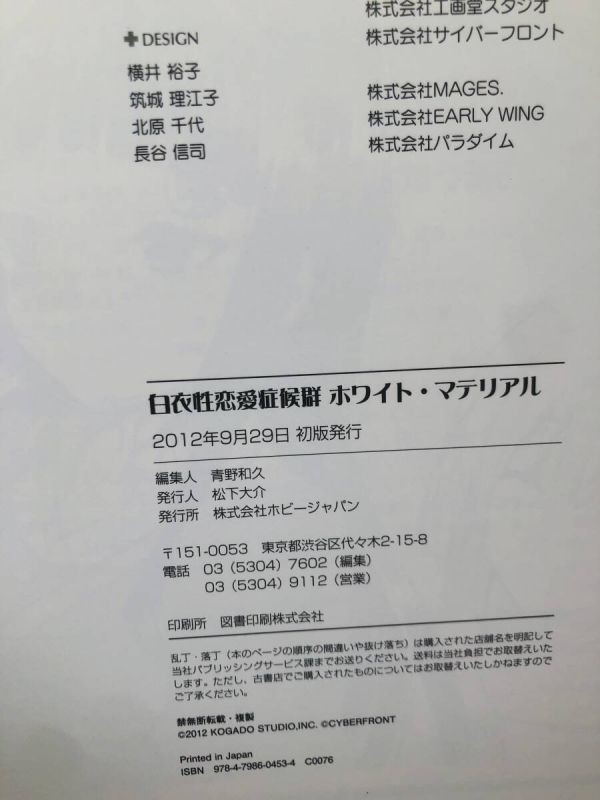 株式会社工画堂スタジオ
株式会社サイバーフロント
株式会社MAGES.
株式会社EARLY WING
株式会社パラダイム
DESIGN
横井 裕子
筑城 理江子
北原 千代
長谷 信司
白衣性恋愛症候群 ホワイト・マテリアル
2012年9月29日 初版発行
編集人 青野和久
発行人 松下大介
発行所 株式会社ホビージャパン
〒151-0053 東京都渋谷区代々木2-15-8
電話 03 (5304) 7602 (編集)
03 (5304) 9112 (営業)
印刷所 図書印刷株式会社
乱丁・落丁（本のページの順序の間違いや抜け落ち）は購入された店舗名を明記して
当社パブリッシングサービス課までお送りください。送料は当社負担でお取替えいた
します。ただし、古書店でご購入されたものについてはお取替えいたしかねますので
ご了承ください。
禁無断転載・複製
©2012 KOGADO STUDIO,INC. ©CYBERFRONT
Printed in Japan
ISBN 978-4-7986-0453-4 C0076